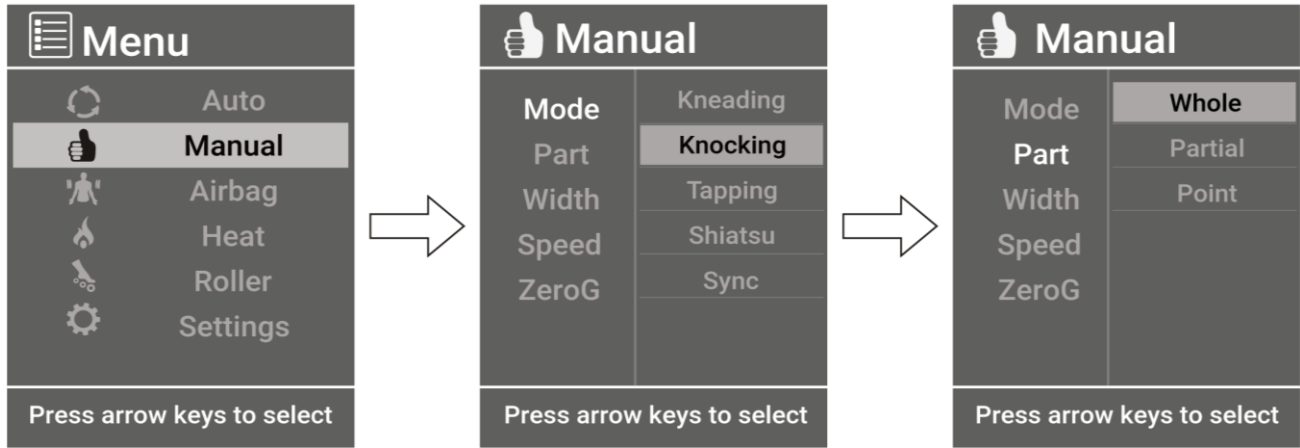 Menu
Auto
Manual
Airbag
Heat
Roller
Settings
Press arrow keys to select
Manual
Mode
Part
Width
Speed
ZeroG
Kneading
Knocking
Tapping
Shiatsu
Sync
Press arrow keys to select
Manual
Mode
Part
Width
Speed
ZeroG
Whole
Partial
Point
Press arrow keys to select